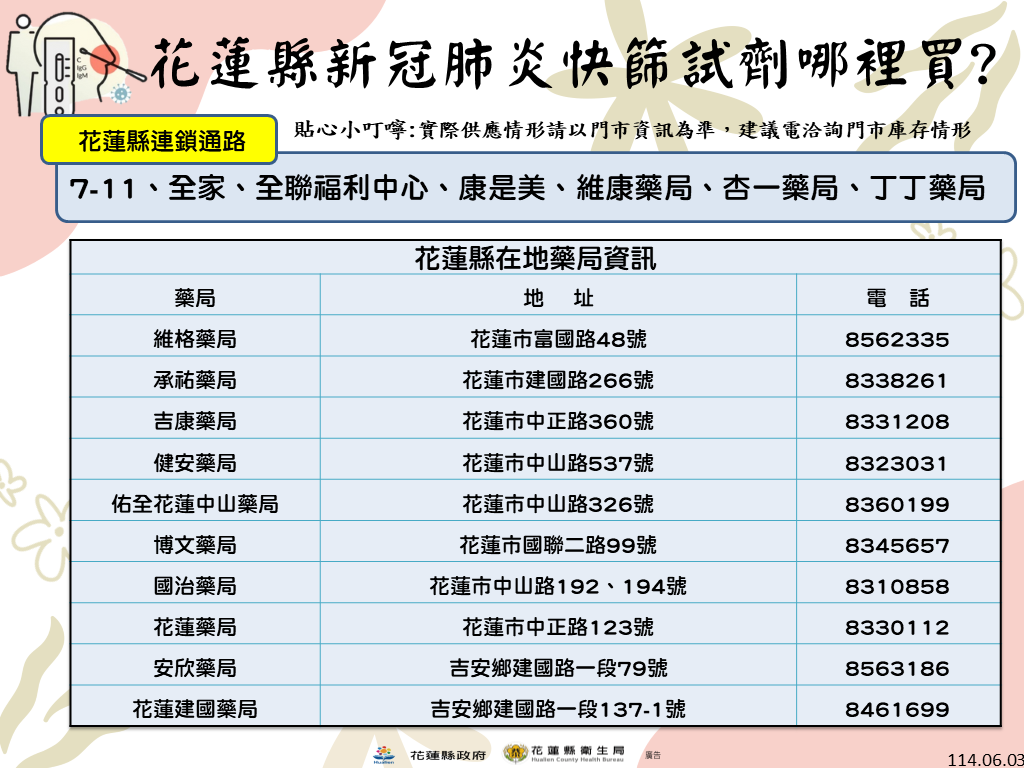 花蓮縣新冠肺炎快篩試劑哪裡買?
C
IgG
IgM
貼心小叮嚀:實際供應情形請以門市資訊為準，建議電洽詢門市庫存情形
花蓮縣連鎖通路
7-11、全家、全聯福利中心、康是美、維康藥局、杏一藥局、丁丁藥局
花蓮縣在地藥局資訊
藥局 地 址 電 話
維格藥局 花蓮市富國路48號 8562335
承祐藥局 花蓮市建國路266號 8338261
吉康藥局 花蓮市中正路360號 8331208
健安藥局 花蓮市中山路537號 8323031
佑全花蓮中山藥局 花蓮市中山路326號 8360199
博文藥局 花蓮市國聯二路99號 8345657
國治藥局 花蓮市中山路192、194號 8310858
花蓮藥局 花蓮市中正路123號 8330112
安欣藥局 吉安鄉建國路一段79號 8563186
花蓮建國藥局 吉安鄉建國路一段137-1號 8461699
Hualien 花蓮縣政府 花蓮縣衛生局 廣告
Hualien County Health Bureau
114.06.03